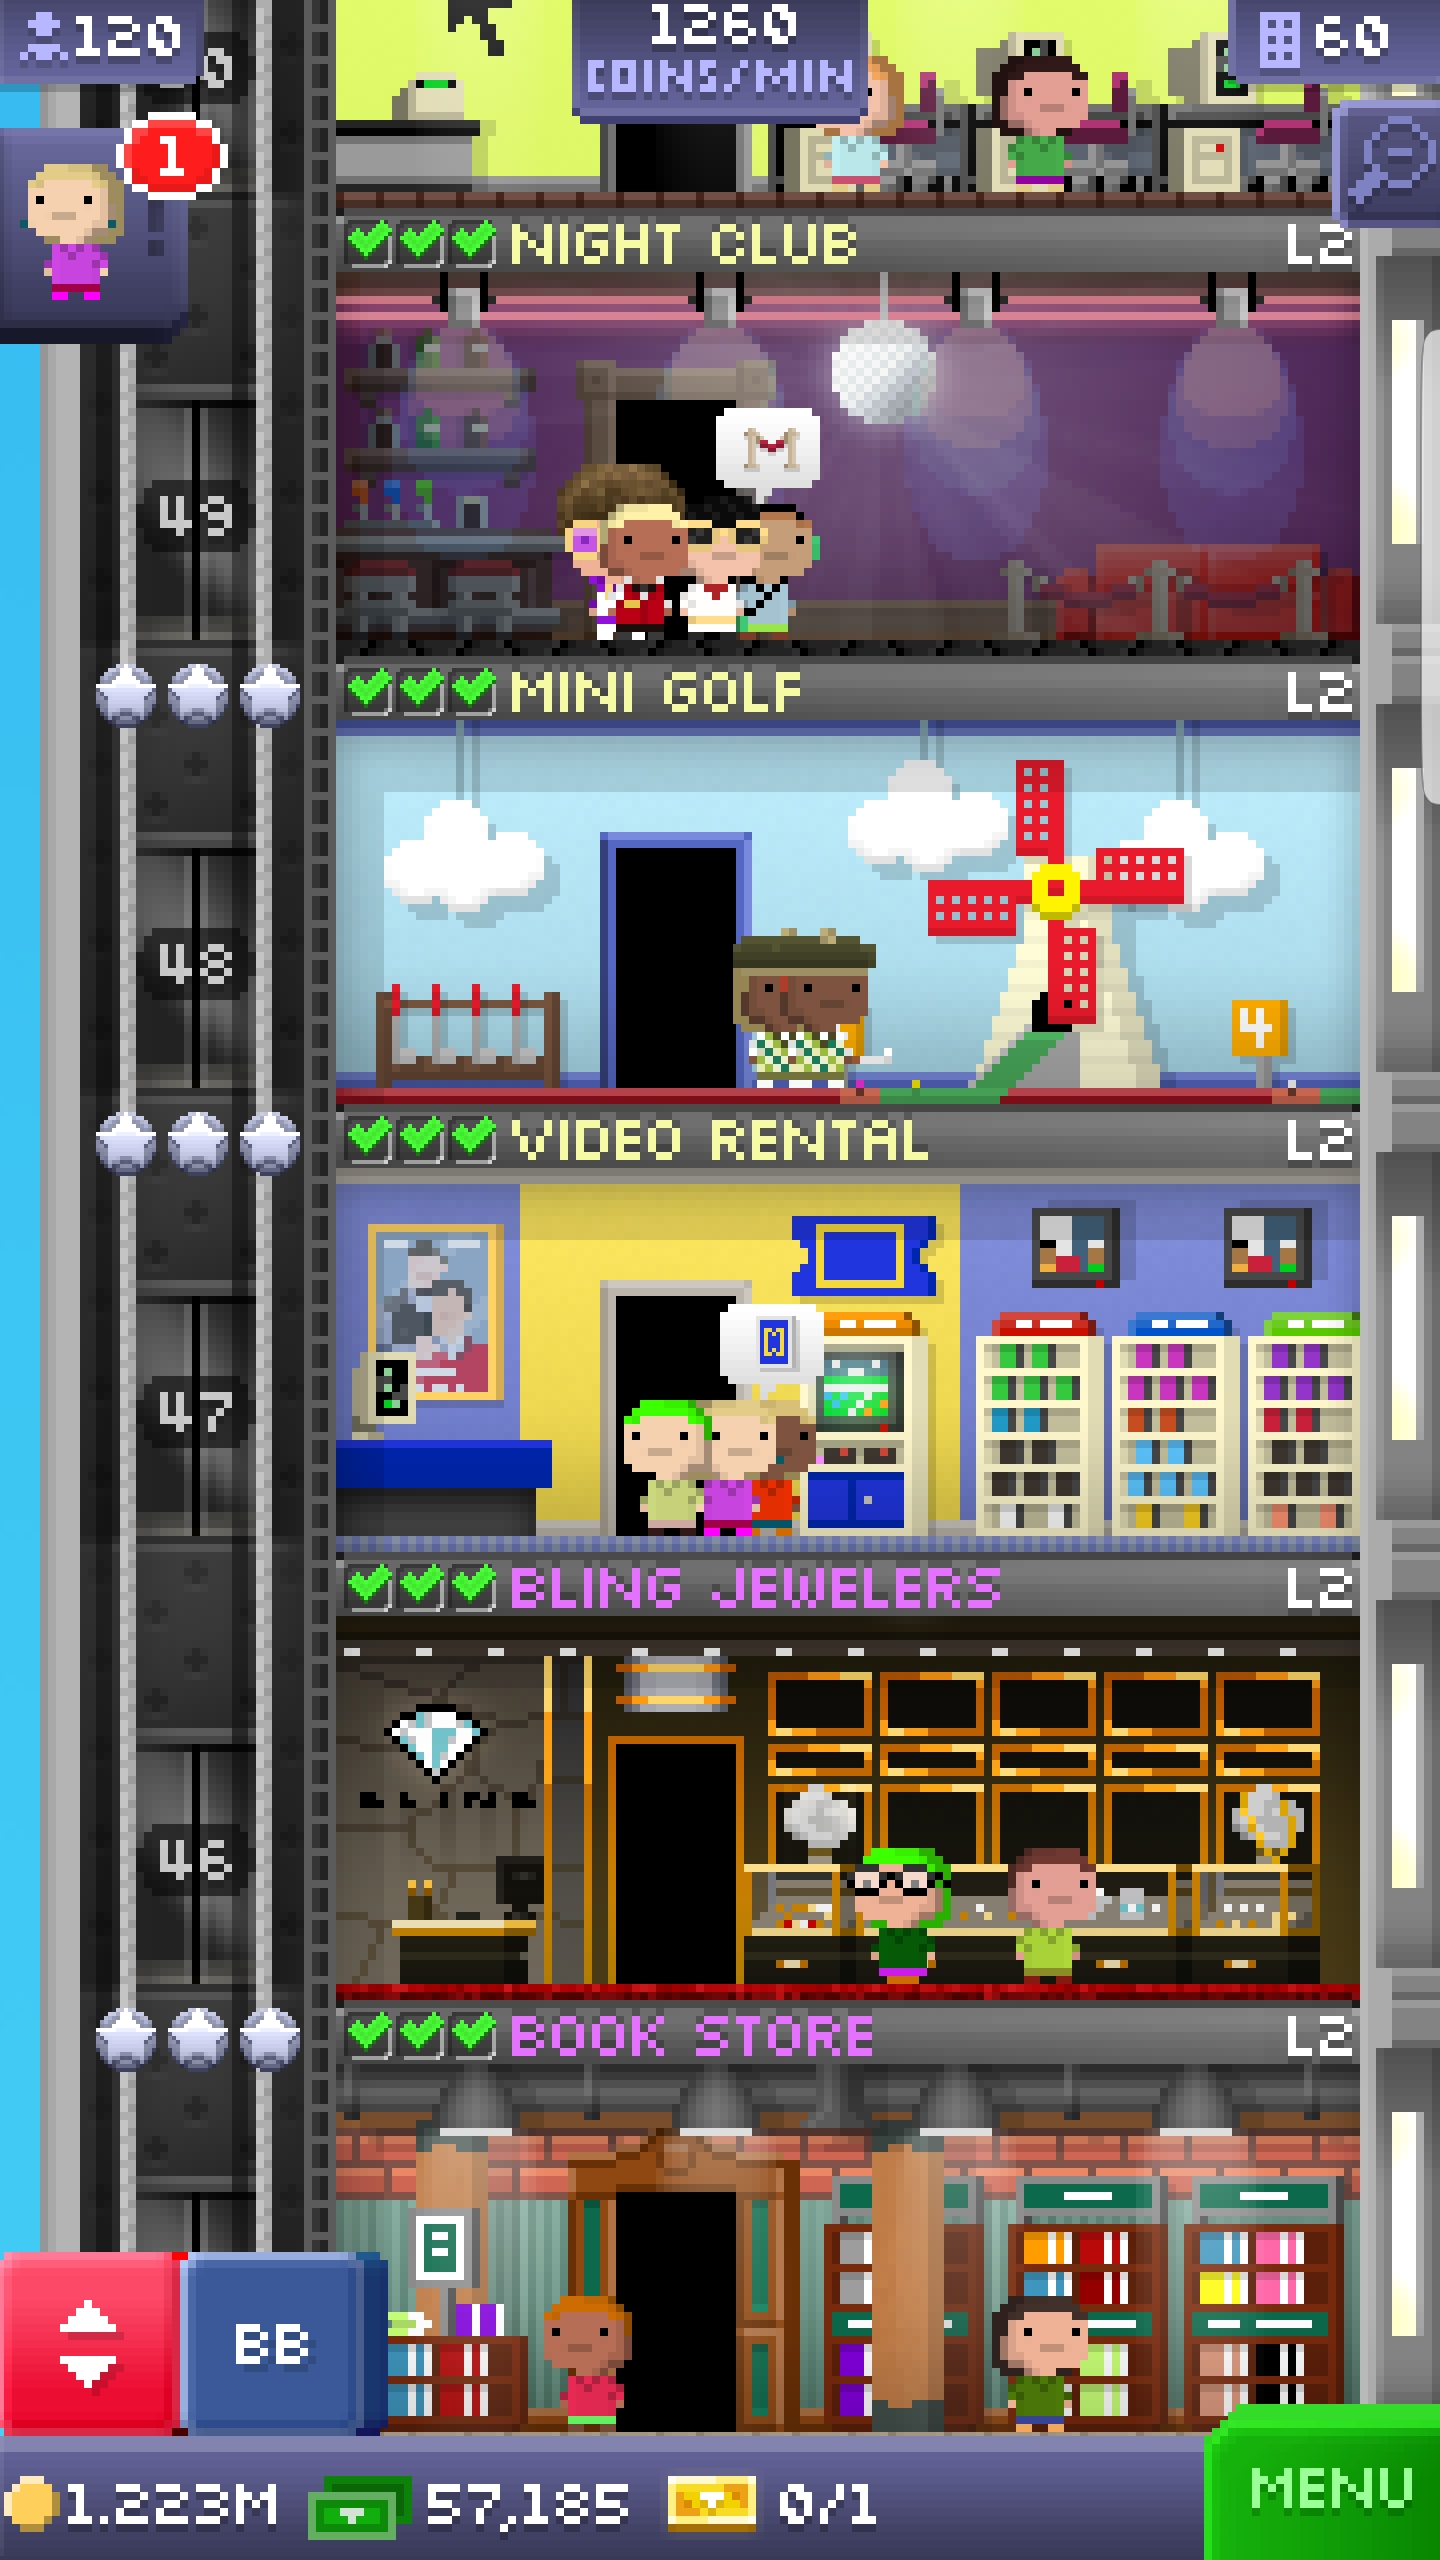 120
1260
COINS/MIN
60
1
NIGHT CLUB
L2
49
MINI GOLF
L2
48
4
VIDEO RENTAL
L2
47
BLING JEWELERS
L2
BLING
46
BOOK STORE
L2
B
BB
MENU
1.223M
57,185
0/1